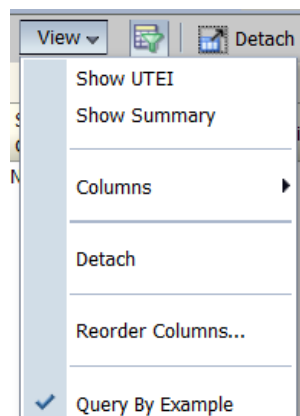 View Detach
Show UTEI
Show Summary
Columns
Detach
Reorder Columns...
Query By Example